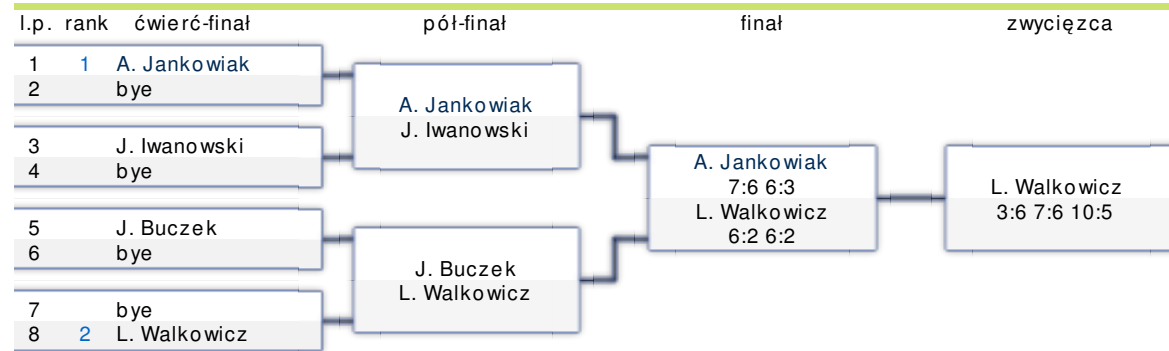 l.p. rank ćwierć-finał pół-finał finał zwycięzca
1 1 A. Jankowiak
2 bye
3 J. Iwanowski
4 bye
5 J. Buczek
6 bye
7 bye
8 2 L. Walkowicz
A. Jankowiak
J. Iwanowski
J. Buczek
L. Walkowicz
A. Jankowiak
7:6 6:3
L. Walkowicz
6:2 6:2
L. Walkowicz
3:6 7:6 10:5